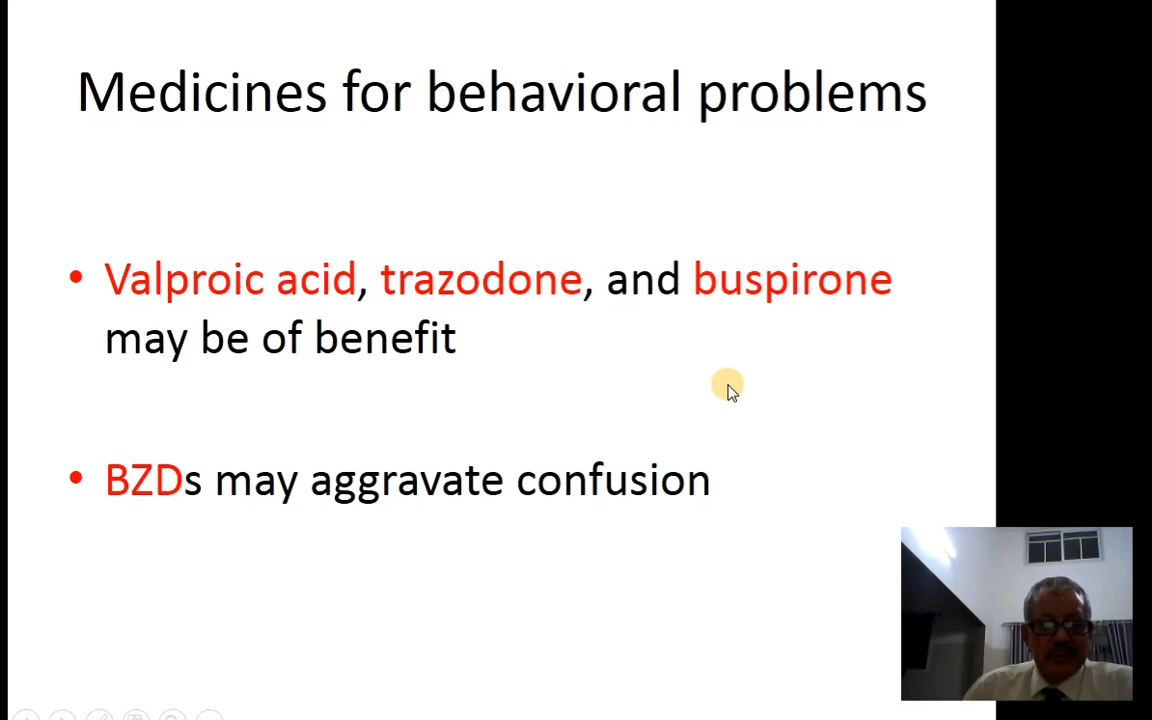 Medicines for behavioral problems
• Valproic acid, trazodone, and buspirone
may be of benefit
• BZDs may aggravate confusion